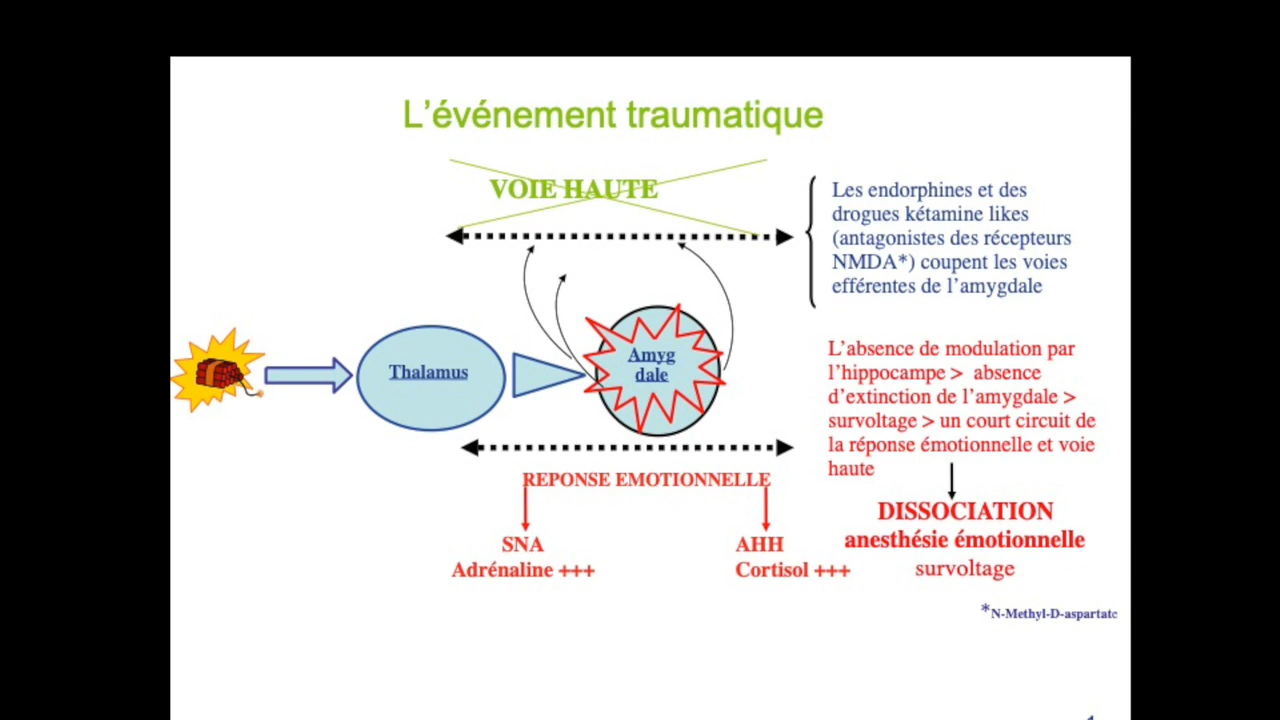 L'événement traumatique
VOIE HAUTE
Les endorphines et des
drogues kétamine likes
(antagonistes des récepteurs
NMDA*) coupent les voies
efférentes de l'amygdale
Thalamus
Amyg
dale
L'absence de modulation par
l'hippocampe > absence
d'extinction de l'amygdale >
survoltage > un court circuit de
la réponse émotionnelle et voie
haute
REPONSE EMOTIONNELLE
SNA
Adrénaline +++
AHH
Cortisol +++
DISSOCIATION
anesthésie émotionnelle
survoltage
*N-Methyl-D-aspartate